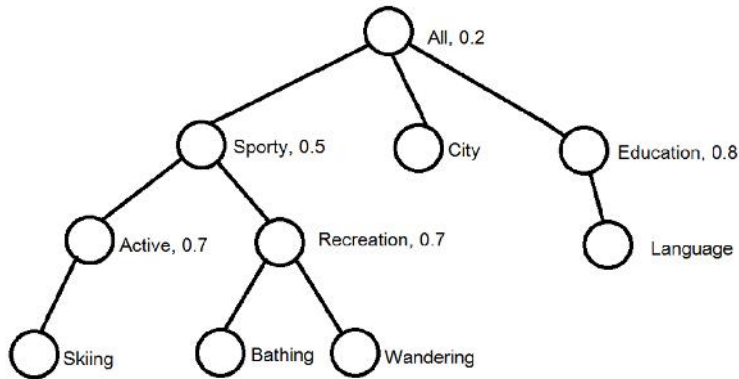 All, 0.2
Sporty, 0.5
City
Education, 0.8
Active, 0.7
Recreation, 0.7
Language
Skiing
Bathing
Wandering